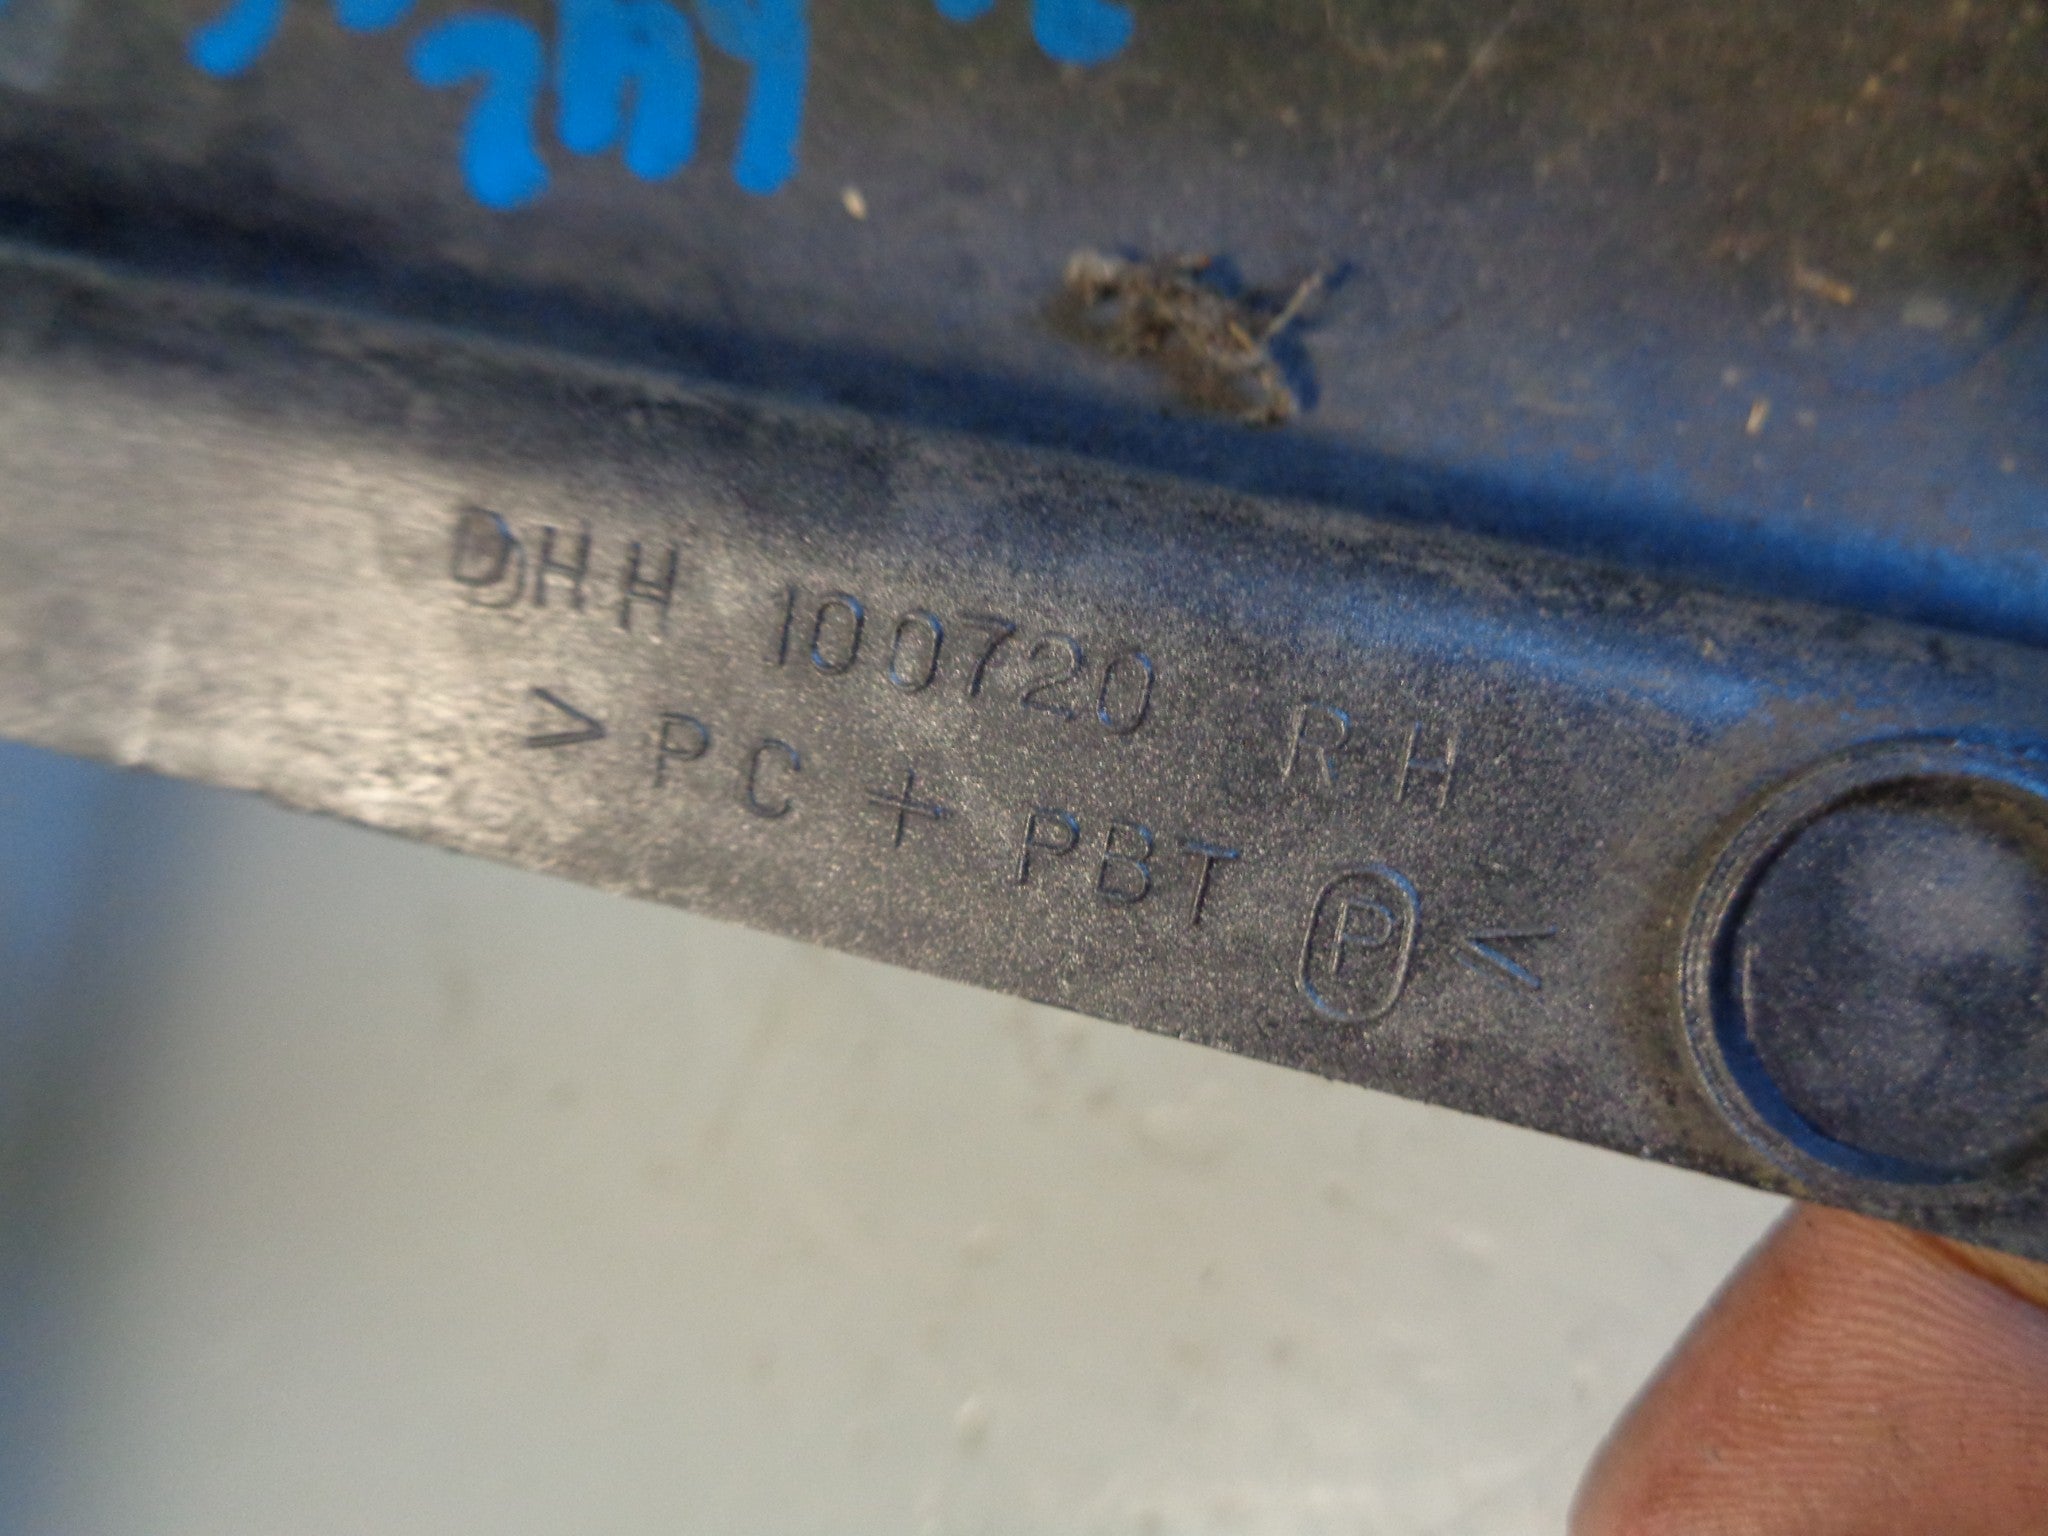 DHH 100720 RH
>PC + PBT Ⓟ<